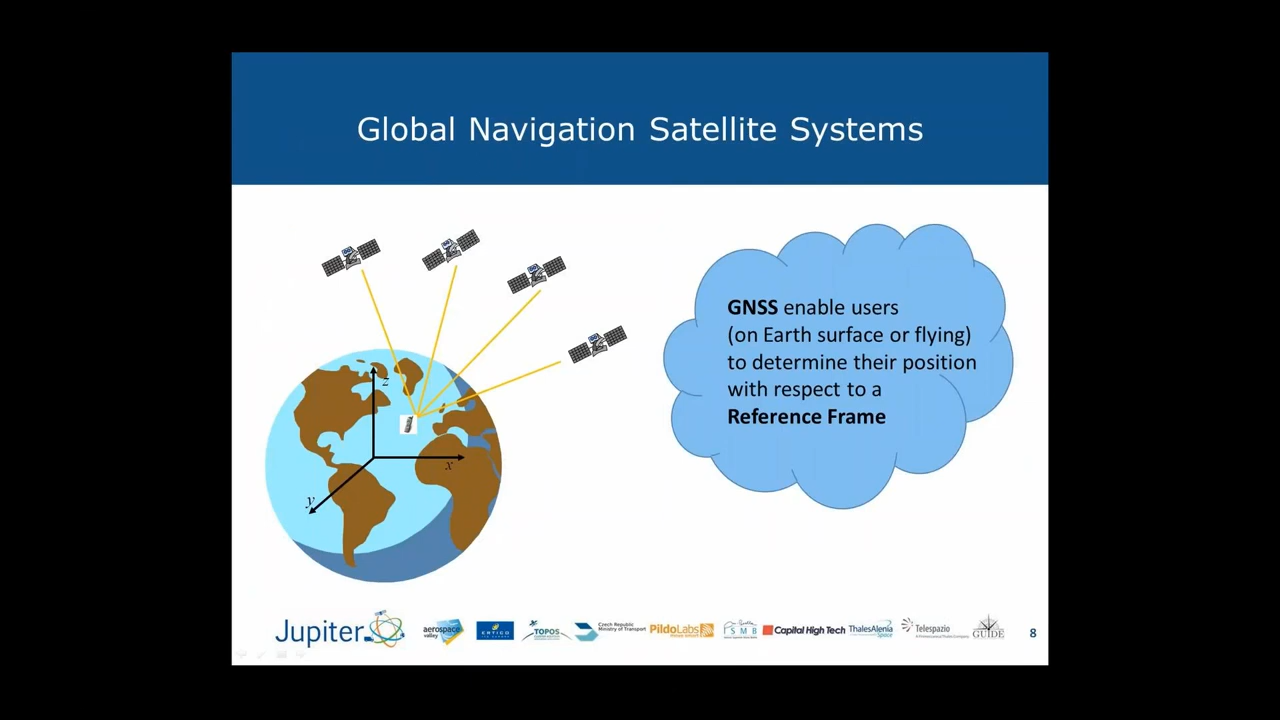 Global Navigation Satellite Systems
GNSS enable users
(on Earth surface or flying)
to determine their position
with respect to a
Reference Frame
z
x
y
Jupiter
aerospace
valley
ERTICO
TOPOS
Czech Republic
Ministry of Transport
PildoLabs
ISMB
Capital High Tech
ThalesAlenia
Space
Telespazio
GUIDE
8